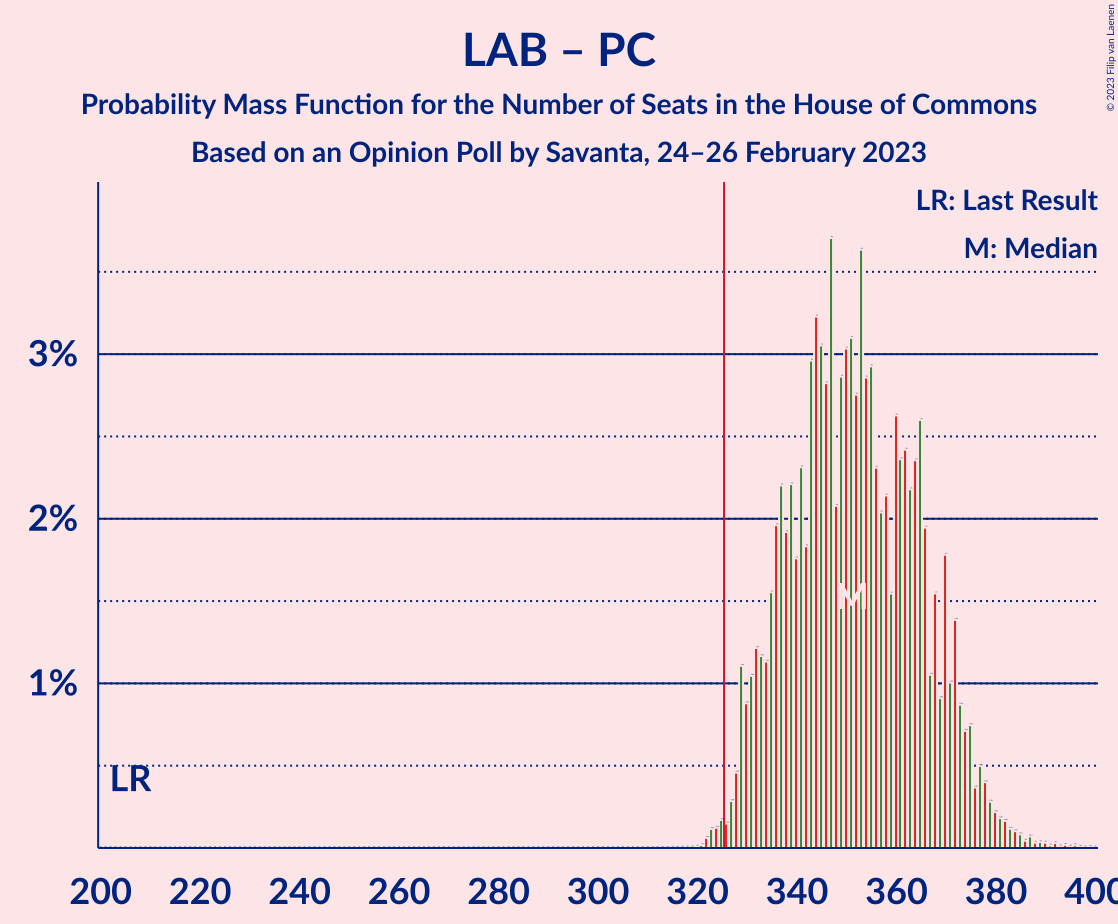 LAB – PC
Probability Mass Function for the Number of Seats in the House of Commons
Based on an Opinion Poll by Savanta, 24–26 February 2023
© 2023 Filip van Laenen
LR: Last Result
M: Median
3%
2%
1%
LR
M
200 220 240 260 280 300 320 340 360 380 400